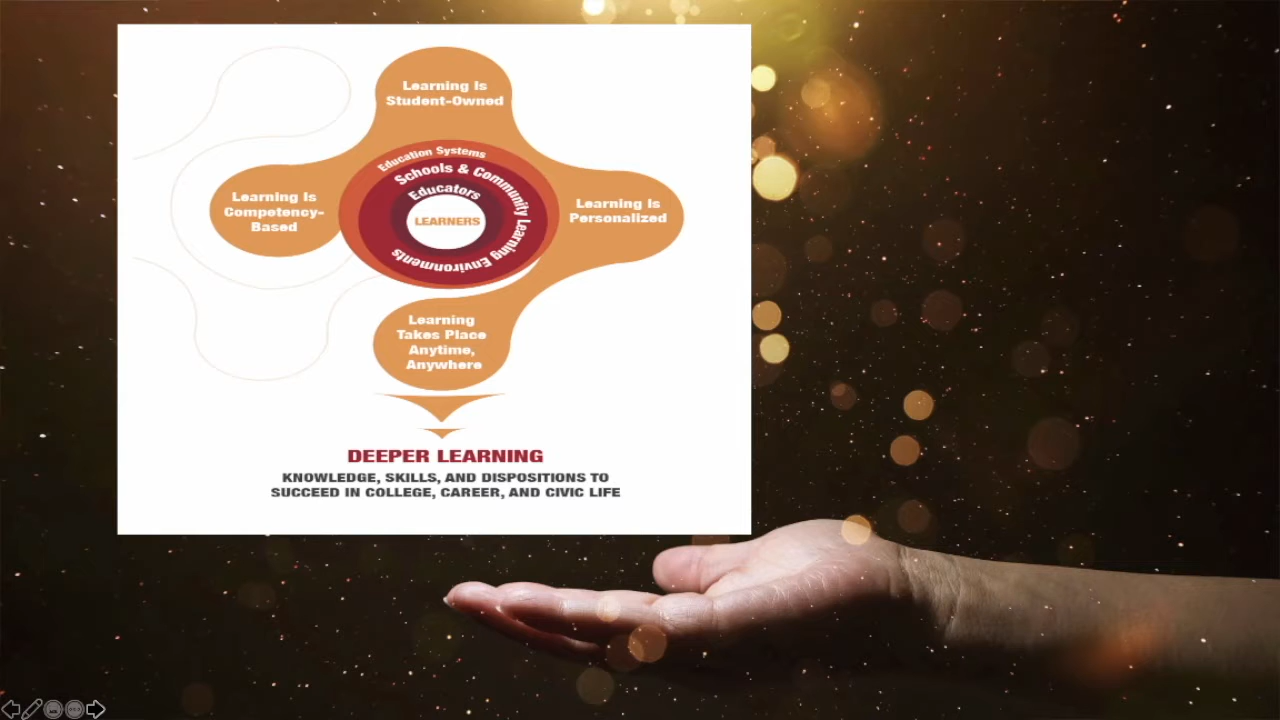 Learning Is
Student-Owned
Education Systems
Schools & Community Learning Environments
Educators
LEARNERS
Learning Is
Competency-
Based
Learning Is
Personalized
Learning
Takes Place
Anytime,
Anywhere
DEEPER LEARNING
KNOWLEDGE, SKILLS, AND DISPOSITIONS TO
SUCCEED IN COLLEGE, CAREER, AND CIVIC LIFE